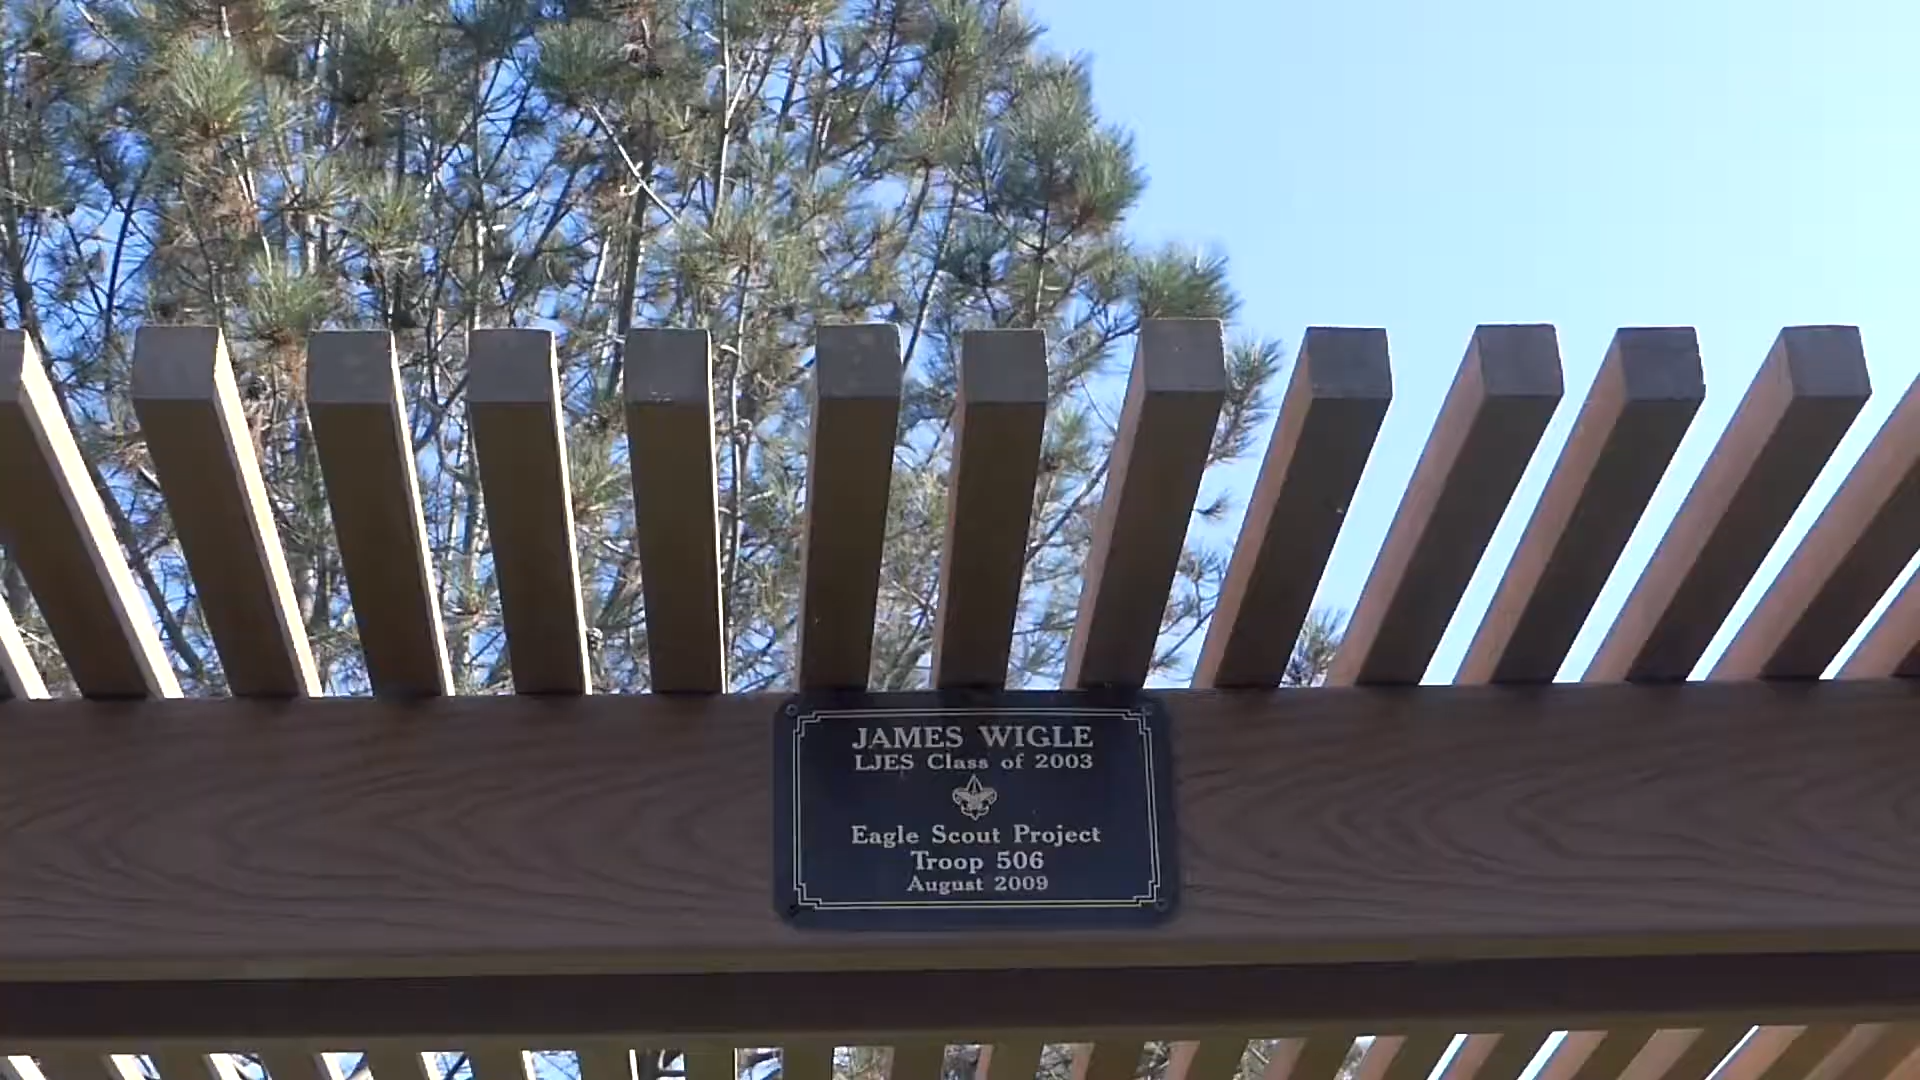 JAMES WIGLE
LJES Class of 2003
Eagle Scout Project
Troop 506
August 2009